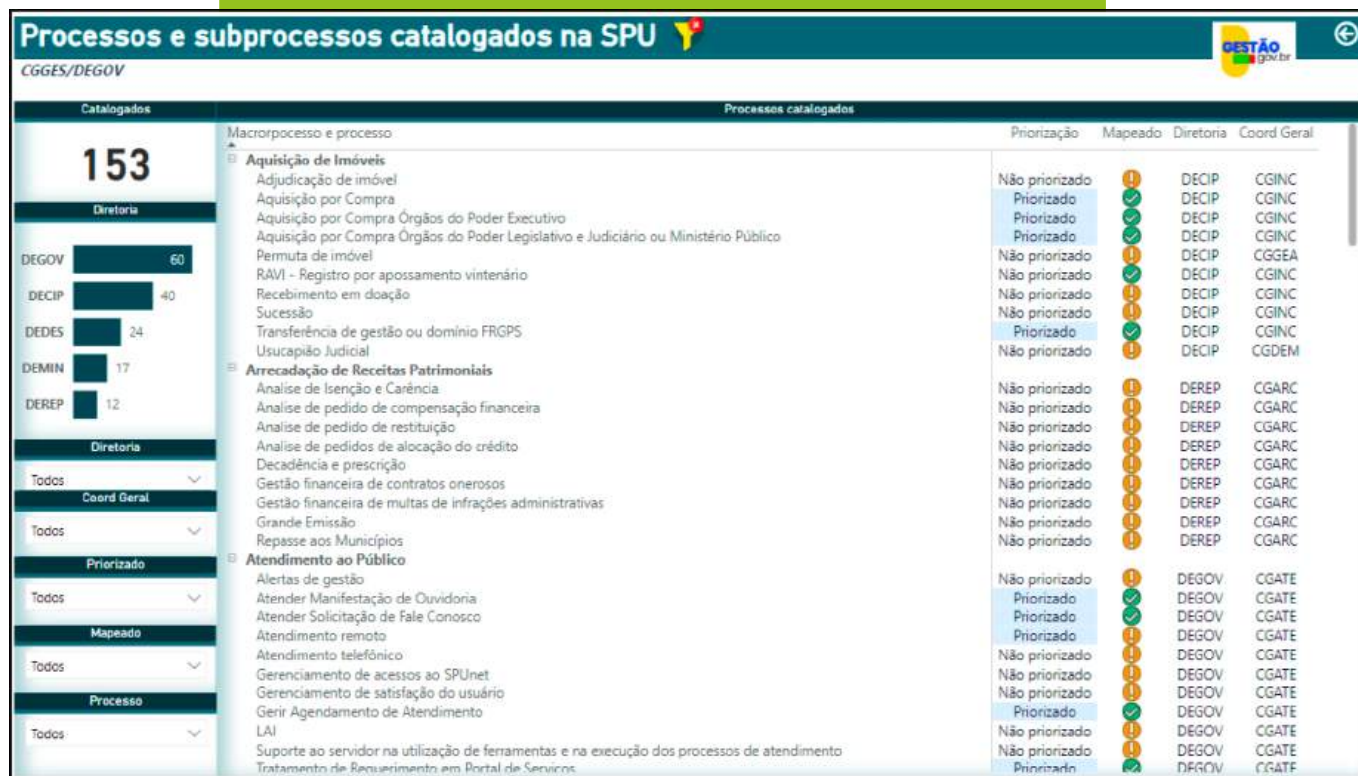 Processos e subprocessos catalogados na SPU
GESTÃO
gov.br
CGGES/DEGOV
Catalogados
153
Diretoria
DEGOV 60
DECIP 40
DEDES 24
DEMIN 17
DEREP 12
Diretoria
Todos
Coord Geral
Todos
Priorizado
Todos
Mapeado
Todos
Processo
Todos
Processos catalogados
Macrorpocesso e processo Priorização Mapeado Diretoria Coord Geral
Aquisição de Imóveis
Adjudicação de imóvel Não priorizado DECIP CGINC
Aquisição por Compra Priorizado DECIP CGINC
Aquisição por Compra Órgãos do Poder Executivo Priorizado DECIP CGINC
Aquisição por Compra Órgãos do Poder Legislativo e Judiciário ou Ministério Público Priorizado DECIP CGINC
Permuta de imóvel Não priorizado DECIP CGGEA
RAVI - Registro por apossamento vintenário Não priorizado DECIP CGINC
Recebimento em doação Não priorizado DECIP CGINC
Sucessão Não priorizado DECIP CGINC
Transferência de gestão ou domínio FRGPS Priorizado DECIP CGINC
Usucapião Judicial Não priorizado DECIP CGDEM
Arrecadação de Receitas Patrimoniais
Analise de Isenção e Carência Não priorizado DEREP CGARC
Analise de pedido de compensação financeira Não priorizado DEREP CGARC
Analise de pedido de restituição Não priorizado DEREP CGARC
Analise de pedidos de alocação do crédito Não priorizado DEREP CGARC
Decadência e prescrição Não priorizado DEREP CGARC
Gestão financeira de contratos onerosos Não priorizado DEREP CGARC
Gestão financeira de multas de infrações administrativas Não priorizado DEREP CGARC
Grande Emissão Não priorizado DEREP CGARC
Repasse aos Municípios Não priorizado DEREP CGARC
Atendimento ao Público
Alertas de gestão Não priorizado DEGOV CGATE
Atender Manifestação de Ouvidoria Priorizado DEGOV CGATE
Atender Solicitação de Fale Conosco Priorizado DEGOV CGATE
Atendimento remoto Priorizado DEGOV CGATE
Atendimento telefônico Não priorizado DEGOV CGATE
Gerenciamento de acessos ao SPUnet Não priorizado DEGOV CGATE
Gerenciamento de satisfação do usuário Não priorizado DEGOV CGATE
Gerir Agendamento de Atendimento Priorizado DEGOV CGATE
LAI Não priorizado DEGOV CGATE
Suporte ao servidor na utilização de ferramentas e na execução dos processos de atendimento Não priorizado DEGOV CGATE
Tratamento de Requerimento em Portal de Serviços Priorizado DEGOV CGATE